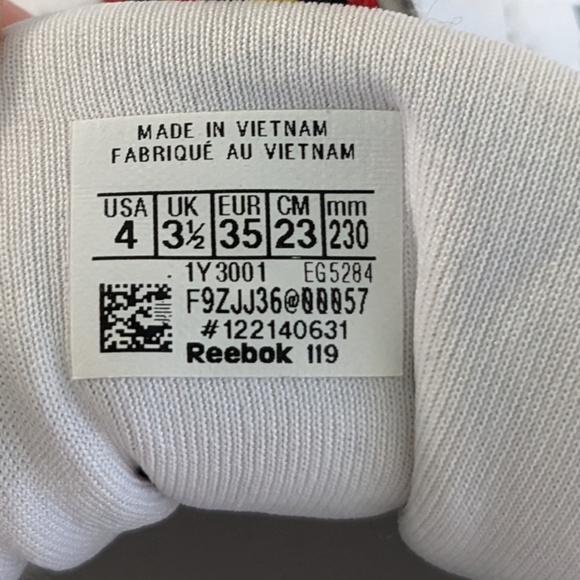 MADE IN VIETNAM
FABRIQUÉ AU VIETNAM
USA UK EUR CM mm
4 3½ 35 23 230
1Y3001 EG5284
F9ZJJ36@00057
#122140631
Reebok 119